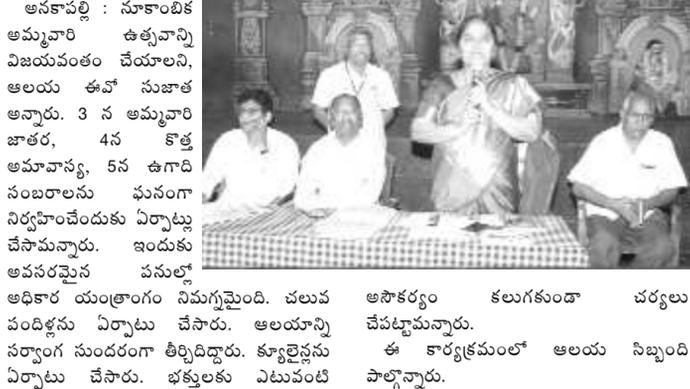 అనకాపల్లి : నూకాంబిక
అమ్మవారి ఉత్సవాన్ని
విజయవంతం చేయాలని,
ఆలయ ఈవో సుజాత
అన్నారు. 3 న అమ్మవారి
జాతర, 4న కొత్త
అమావాస్య, 5న ఉగాది
సంబరాలను ఘనంగా
నిర్వహించేందుకు ఏర్పాట్లు
చేసామన్నారు. ఇందుకు
అవసరమైన పనుల్లో
అధికార యంత్రాంగం నిమగ్నమైంది. చలువ
పందిళ్లను ఏర్పాటు చేసారు. ఆలయాన్ని
సర్వాంగ సుందరంగా తీర్చిదిద్దారు. క్యూలైన్లను
ఏర్పాటు చేసారు. భక్తులకు ఎటువంటి
అసౌకర్యం కలుగకుండా చర్యలు
చేపట్టామన్నారు.
ఈ కార్యక్రమంలో ఆలయ సిబ్బంది
పాల్గొన్నారు.